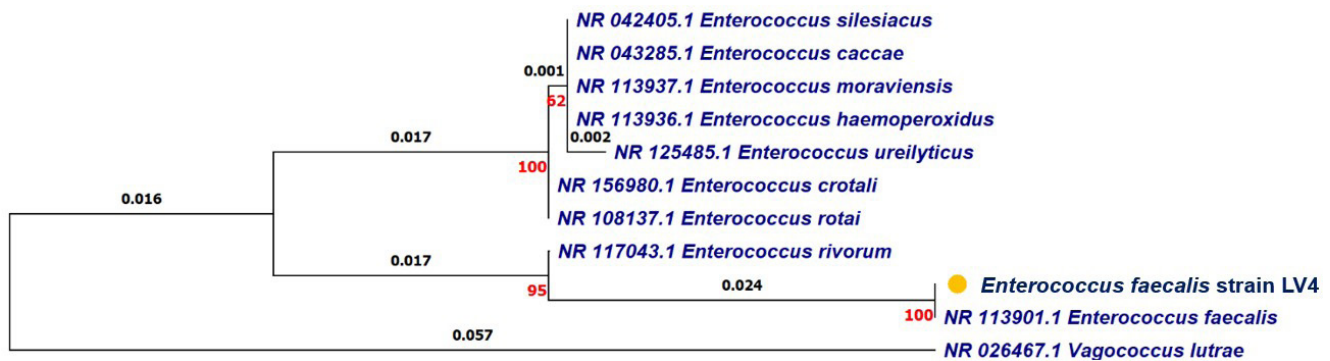 NR 042405.1 Enterococcus silesiacus
NR 043285.1 Enterococcus caccae
0.001
NR 113937.1 Enterococcus moraviensis
62
NR 113936.1 Enterococcus haemoperoxidus
0.017
0.002
NR 125485.1 Enterococcus ureilyticus
100
NR 156980.1 Enterococcus crotali
0.016
NR 108137.1 Enterococcus rotai
NR 117043.1 Enterococcus rivorum
0.017
95
0.024
Enterococcus faecalis strain LV4
100
NR 113901.1 Enterococcus faecalis
0.057
NR 026467.1 Vagococcus lutrae